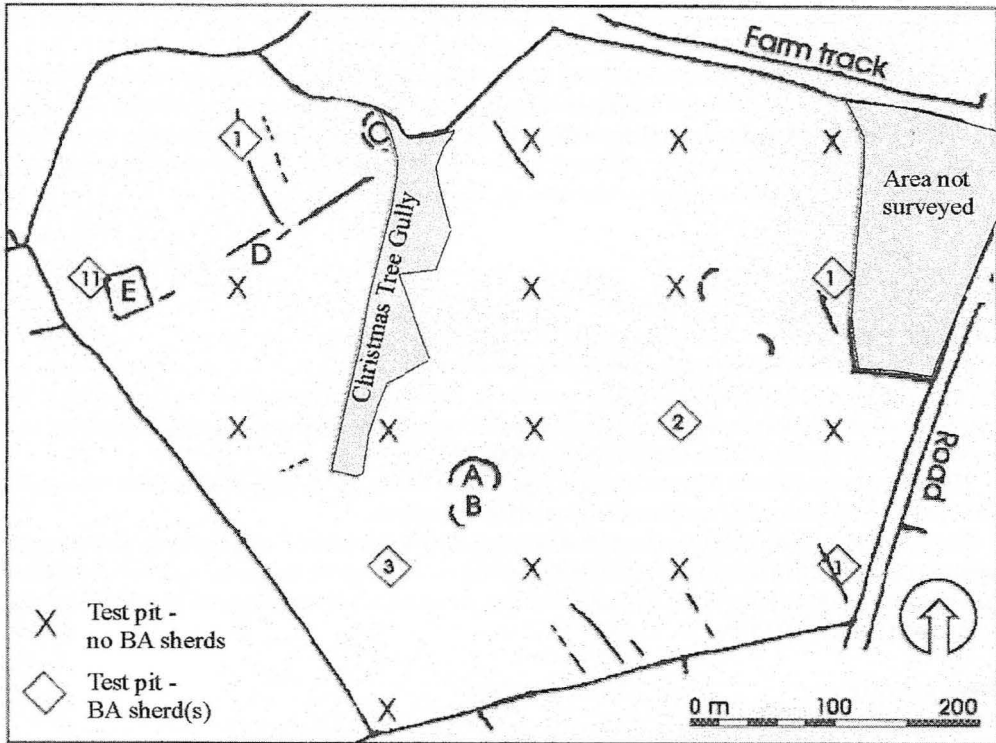 Farm track
1
C
Area not
surveyed
Christmas Tree Gully
D
11
E
1
2
A
B
Road
3
1
X Test pit -
no BA sherds
Test pit -
BA sherd(s)
0 m 100 200